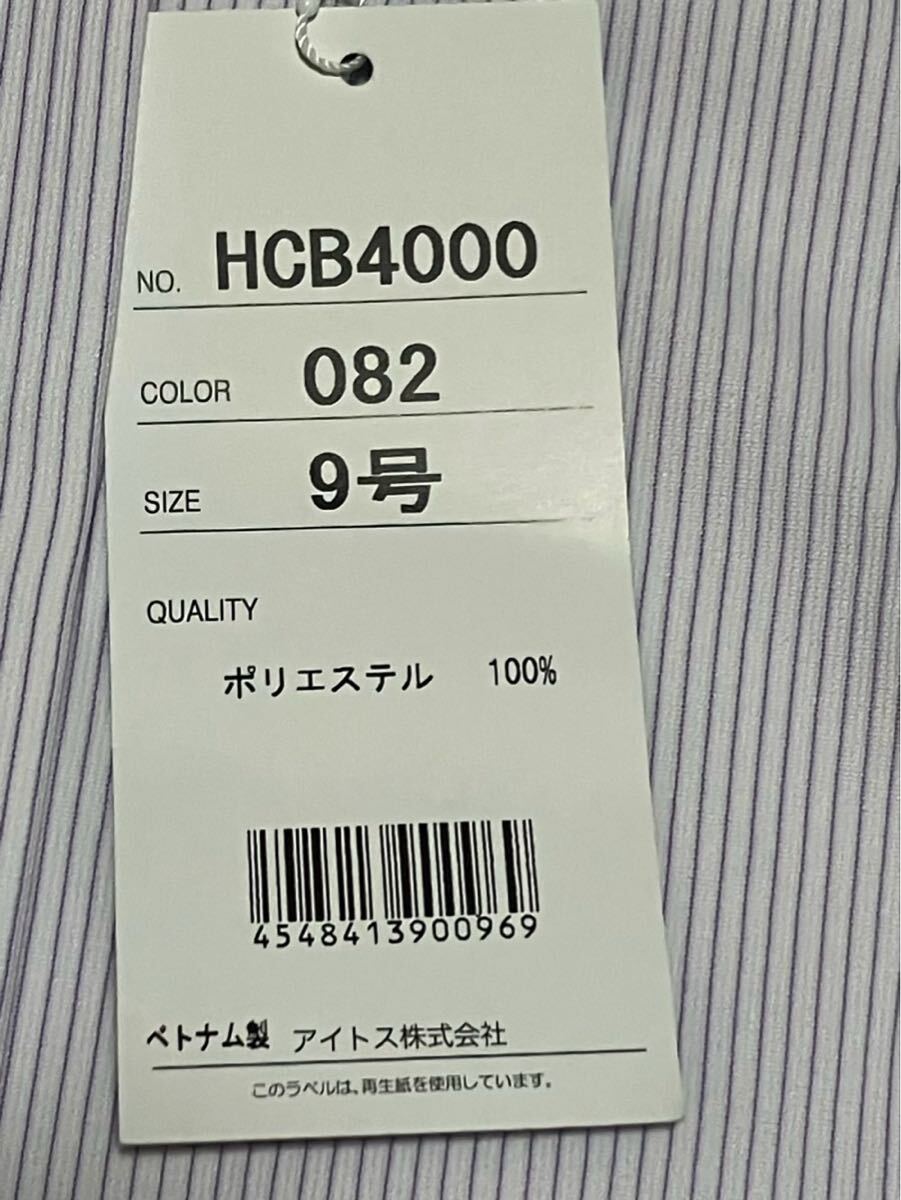 NO. HCB4000
COLOR 082
SIZE 9号
QUALITY
ポリエステル 100%
4548413900969
ベトナム製 アイトス株式会社
このラベルは、再生紙を使用しています。